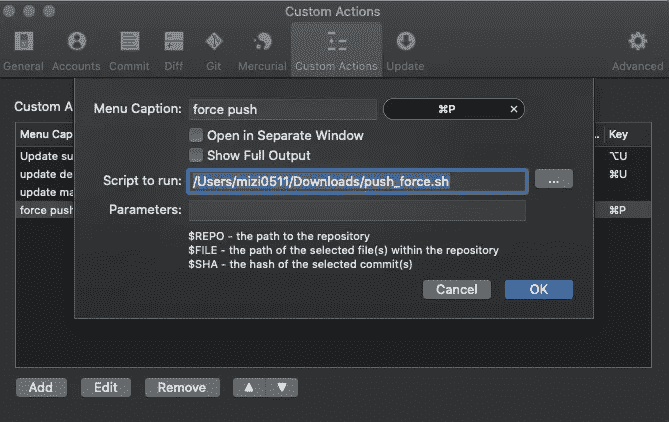 Custom Actions
General Accounts Commit Diff Git Mercurial Custom Actions Update Advanced
Custom A
Menu Caption: force push ⌘P ×
Open in Separate Window
Show Full Output
Script to run: /Users/mizi0511/Downloads/push_force.sh ...
Parameters:
$REPO - the path to the repository
$FILE - the path of the selected file(s) within the repository
$SHA - the hash of the selected commit(s)
Cancel OK
Menu Cap .. Key
Update su ⌥U
update de ⌘U
update ma
force push ⌘P
Add Edit Remove ▲ ▼